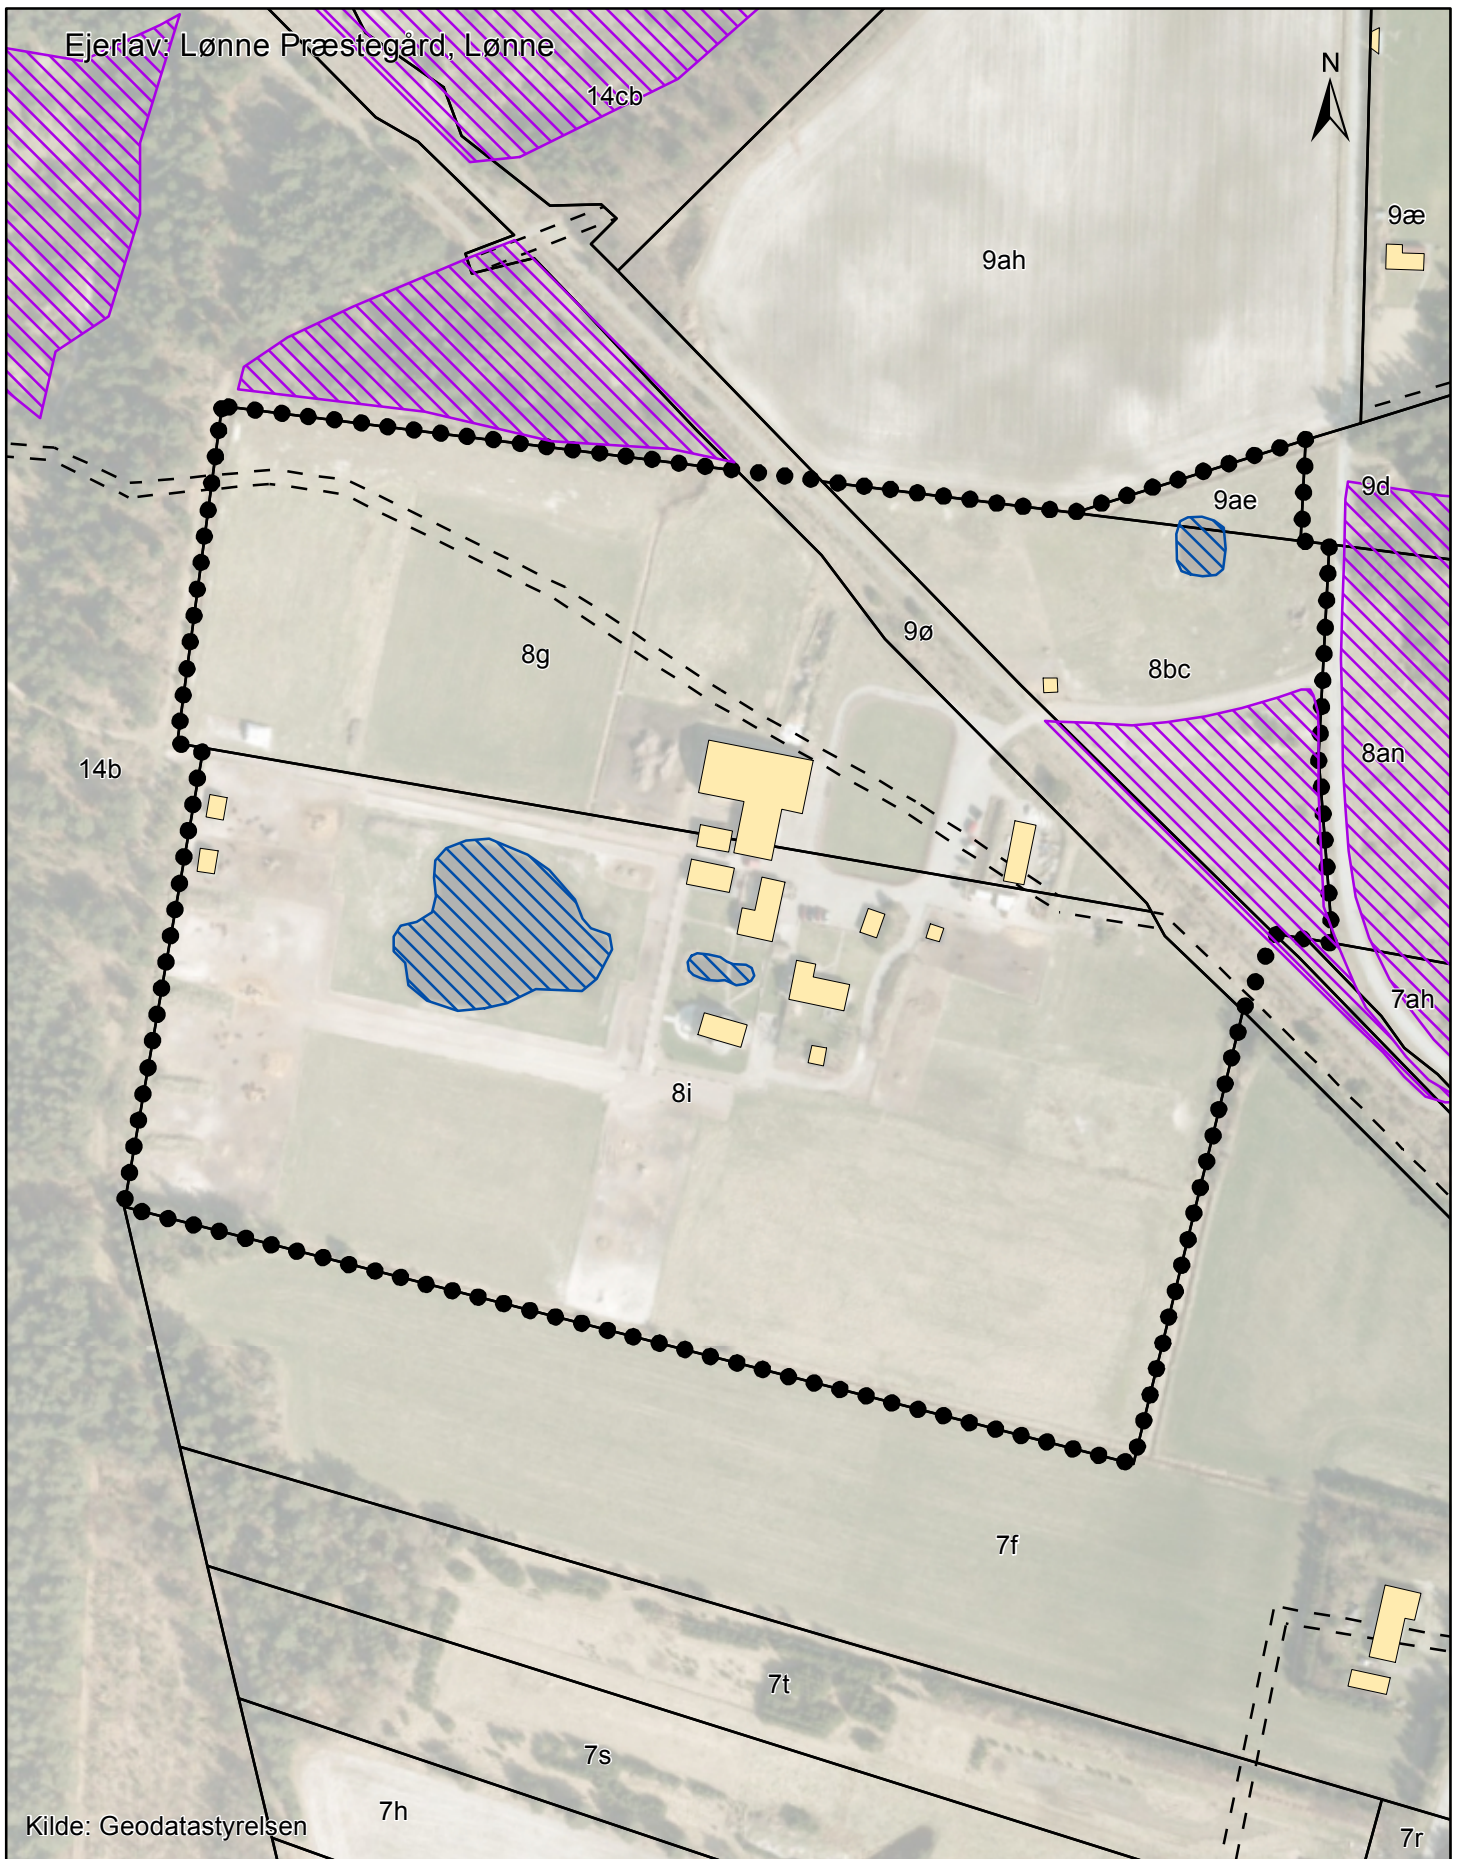 Ejerlav: Lønne Præstegård, Lønne
N
14cb
9æ
9ah
9d
9ae
9ø
8g
8bc
8an
14b
7ah
8i
7f
7t
7s
7h
Kilde: Geodatastyrelsen
7r